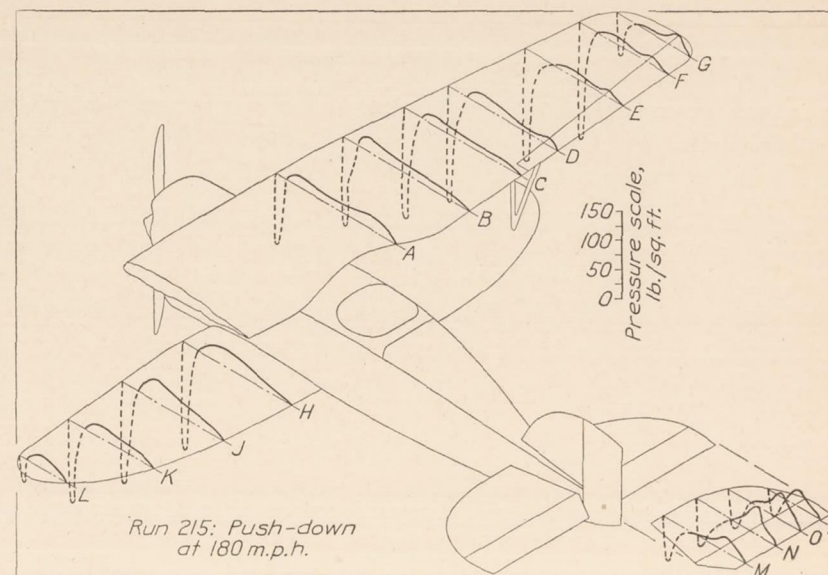 G
F
E
D
C
B
A
150
100
50
0
Pressure scale,
lb./sq. ft.
H
J
K
L
Run 215: Push-down
at 180 m.p.h.
O
N
M